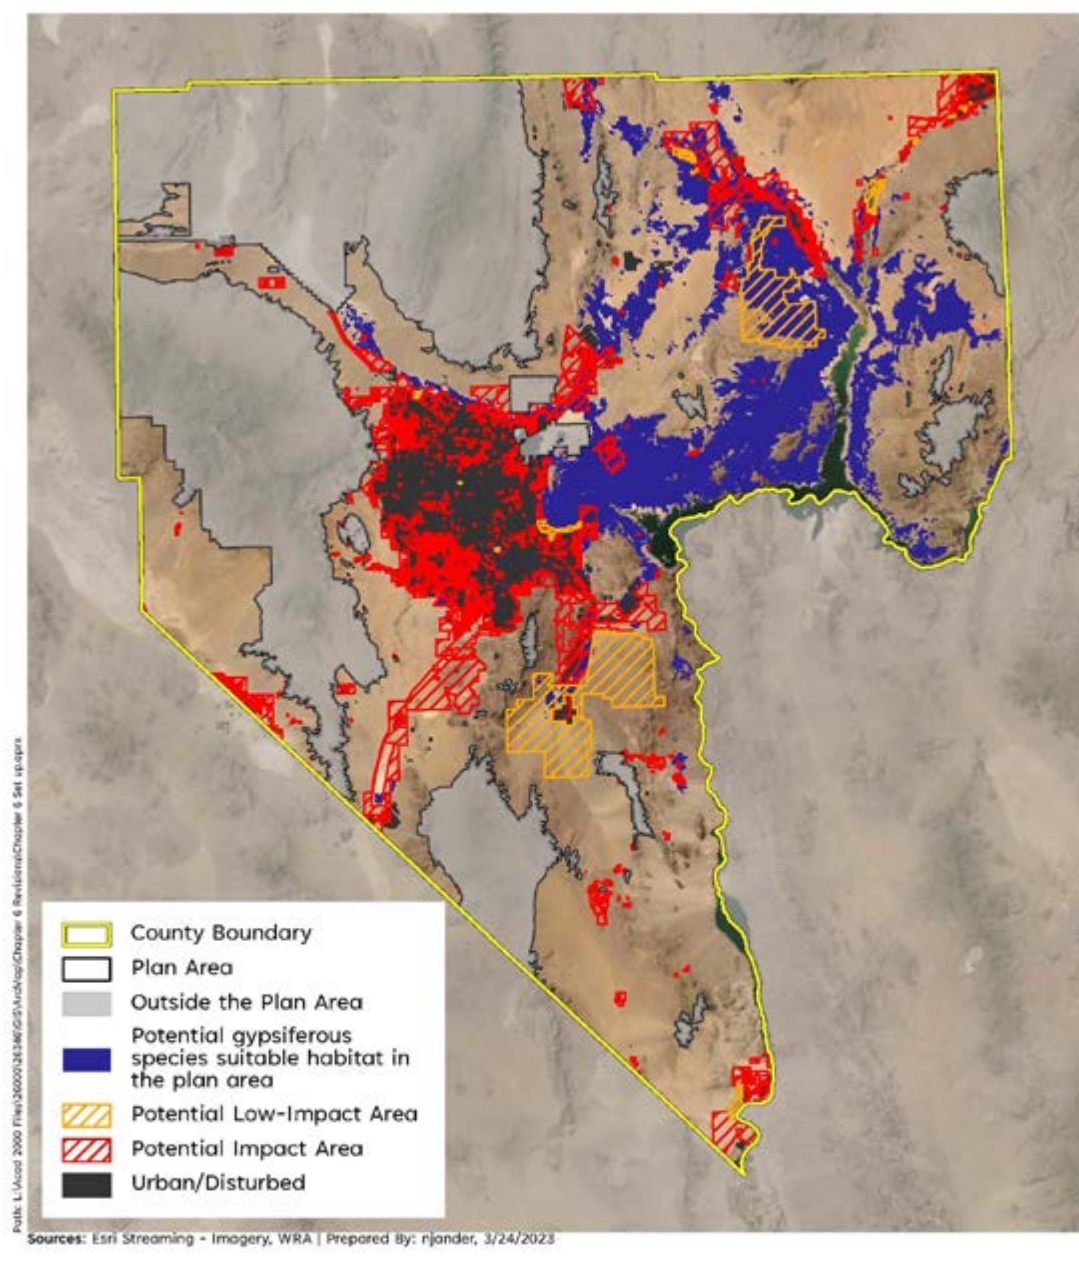 County Boundary
Plan Area
Outside the Plan Area
Potential gypsiferous
species suitable habitat in
the plan area
Potential Low-Impact Area
Potential Impact Area
Urban/Disturbed
Sources: Esri Streaming - Imagery, WRA | Prepared By: njander, 3/24/2023